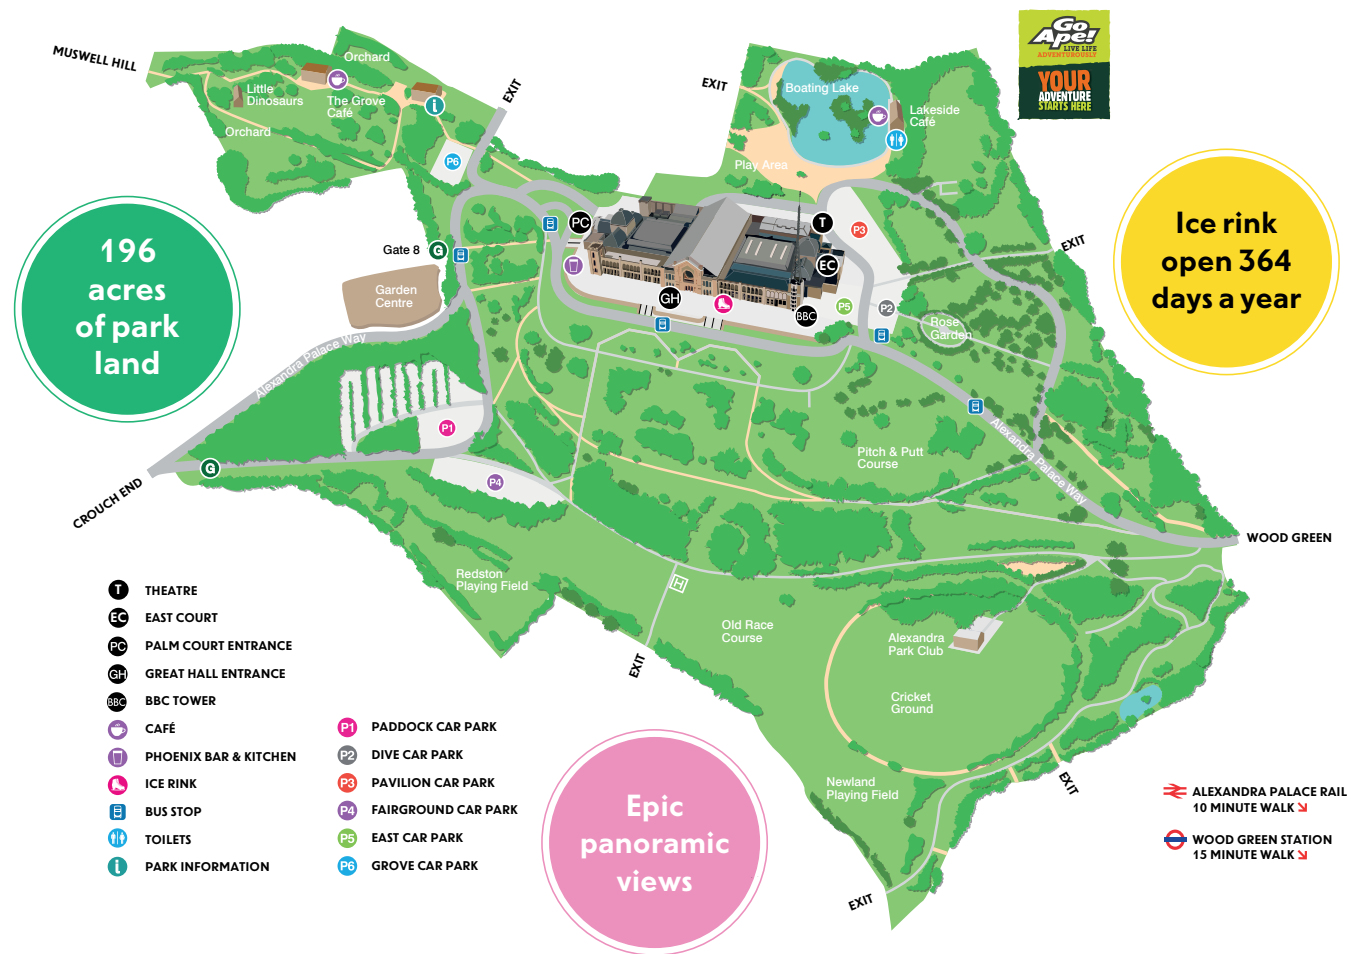 MUSWELL HILL
Orchard
EXIT
Little
Dinosaurs
The Grove
Café
i
Orchard
P6
EXIT
Boating Lake
Lakeside
Café
Play Area
Go
Ape!
LIVE LIFE
ADVENTUROUSLY
YOUR
ADVENTURE
STARTS HERE
196
acres
of park
land
Gate 8
G
Garden
Centre
PC
T
P3
EC
GH
BBC
P5
P2
Rose
Garden
EXIT
Ice rink
open 364
days a year
Alexandra Palace Way
P1
G
P4
CROUCH END
Pitch & Putt
Course
Alexandra Palace Way
WOOD GREEN
Redston
Playing Field
H
Old Race
Course
EXIT
Alexandra
Park Club
Cricket
Ground
Newland
Playing Field
EXIT
EXIT
T THEATRE
EC EAST COURT
PC PALM COURT ENTRANCE
GH GREAT HALL ENTRANCE
BBC BBC TOWER
CAFÉ
PHOENIX BAR & KITCHEN
ICE RINK
BUS STOP
TOILETS
i PARK INFORMATION
P1 PADDOCK CAR PARK
P2 DIVE CAR PARK
P3 PAVILION CAR PARK
P4 FAIRGROUND CAR PARK
P5 EAST CAR PARK
P6 GROVE CAR PARK
Epic
panoramic
views
ALEXANDRA PALACE RAIL
10 MINUTE WALK
WOOD GREEN STATION
15 MINUTE WALK